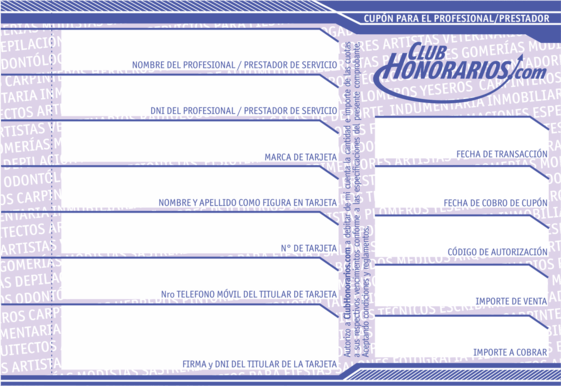 CUPÓN PARA EL PROFESIONAL/PRESTADOR
CLUB
HONORARIOS.com
NOMBRE DEL PROFESIONAL / PRESTADOR DE SERVICIO
DNI DEL PROFESIONAL / PRESTADOR DE SERVICIO
MARCA DE TARJETA
NOMBRE Y APELLIDO COMO FIGURA EN TARJETA
N° DE TARJETA
Nro TELEFONO MÓVIL DEL TITULAR DE TARJETA
FIRMA y DNI DEL TITULAR DE LA TARJETA
Autorizo a ClubHonorarios.com a debitar de mi cuenta la cantidad e importe de las cuotas
a sus respectivos vencimientos conforme a las especificaciones del presente comprobante.
Aceptando condiciones y reglamentos.
FECHA DE TRANSACCIÓN
FECHA DE COBRO DE CUPÓN
CÓDIGO DE AUTORIZACIÓN
IMPORTE DE VENTA
IMPORTE A COBRAR